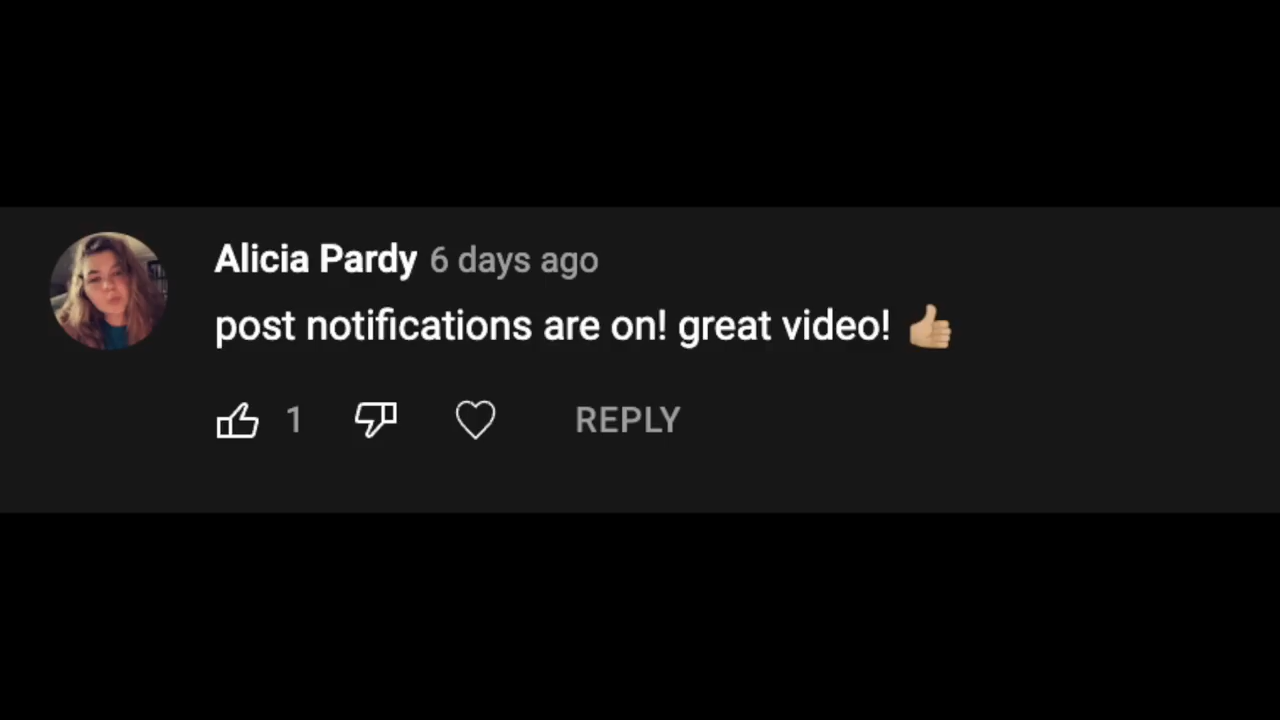 Alicia Pardy 6 days ago
post notifications are on! great video! 👍🏼
1 REPLY